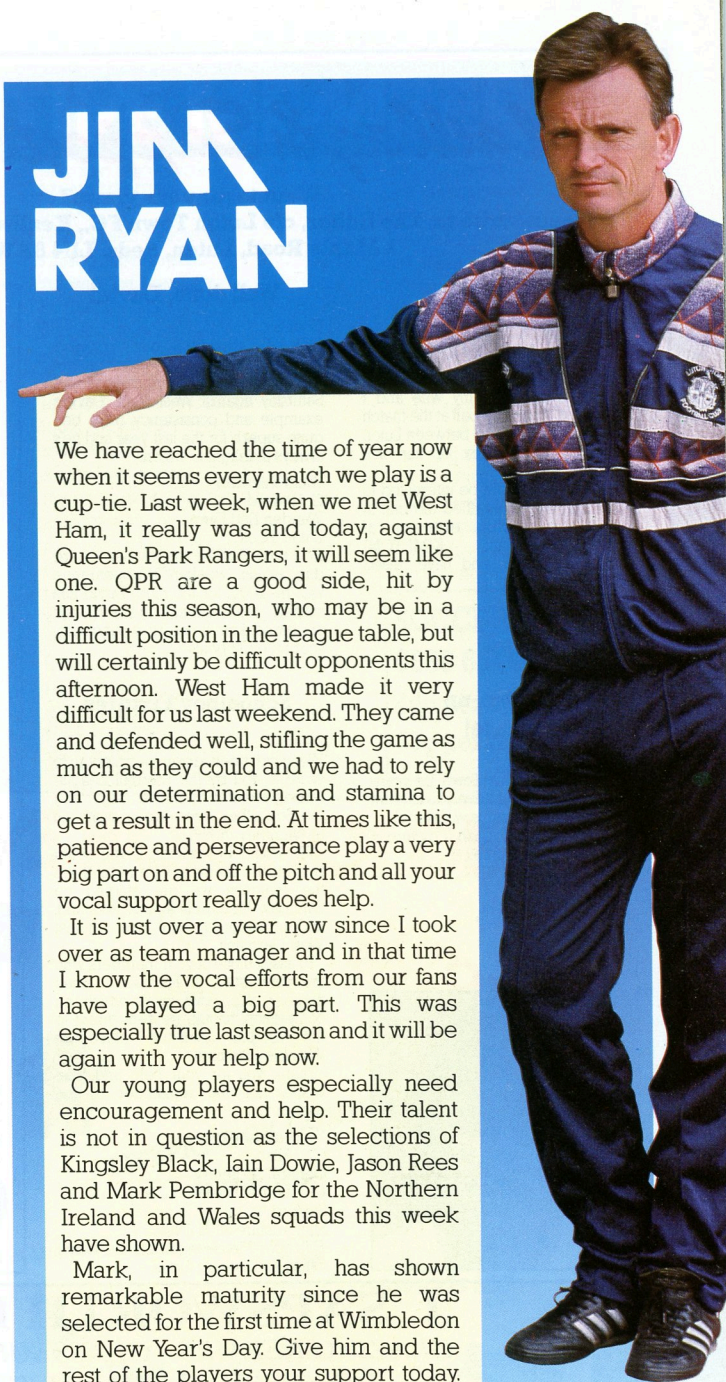 JIM
RYAN
We have reached the time of year now
when it seems every match we play is a
cup-tie. Last week, when we met West
Ham, it really was and today, against
Queen's Park Rangers, it will seem like
one. QPR are a good side, hit by
injuries this season, who may be in a
difficult position in the league table, but
will certainly be difficult opponents this
afternoon. West Ham made it very
difficult for us last weekend. They came
and defended well, stifling the game as
much as they could and we had to rely
on our determination and stamina to
get a result in the end. At times like this,
patience and perseverance play a very
big part on and off the pitch and all your
vocal support really does help.
It is just over a year now since I took
over as team manager and in that time
I know the vocal efforts from our fans
have played a big part. This was
especially true last season and it will be
again with your help now.
Our young players especially need
encouragement and help. Their talent
is not in question as the selections of
Kingsley Black, Iain Dowie, Jason Rees
and Mark Pembridge for the Northern
Ireland and Wales squads this week
have shown.
Mark, in particular, has shown
remarkable maturity since he was
selected for the first time at Wimbledon
on New Year's Day. Give him and the
rest of the players your support today.